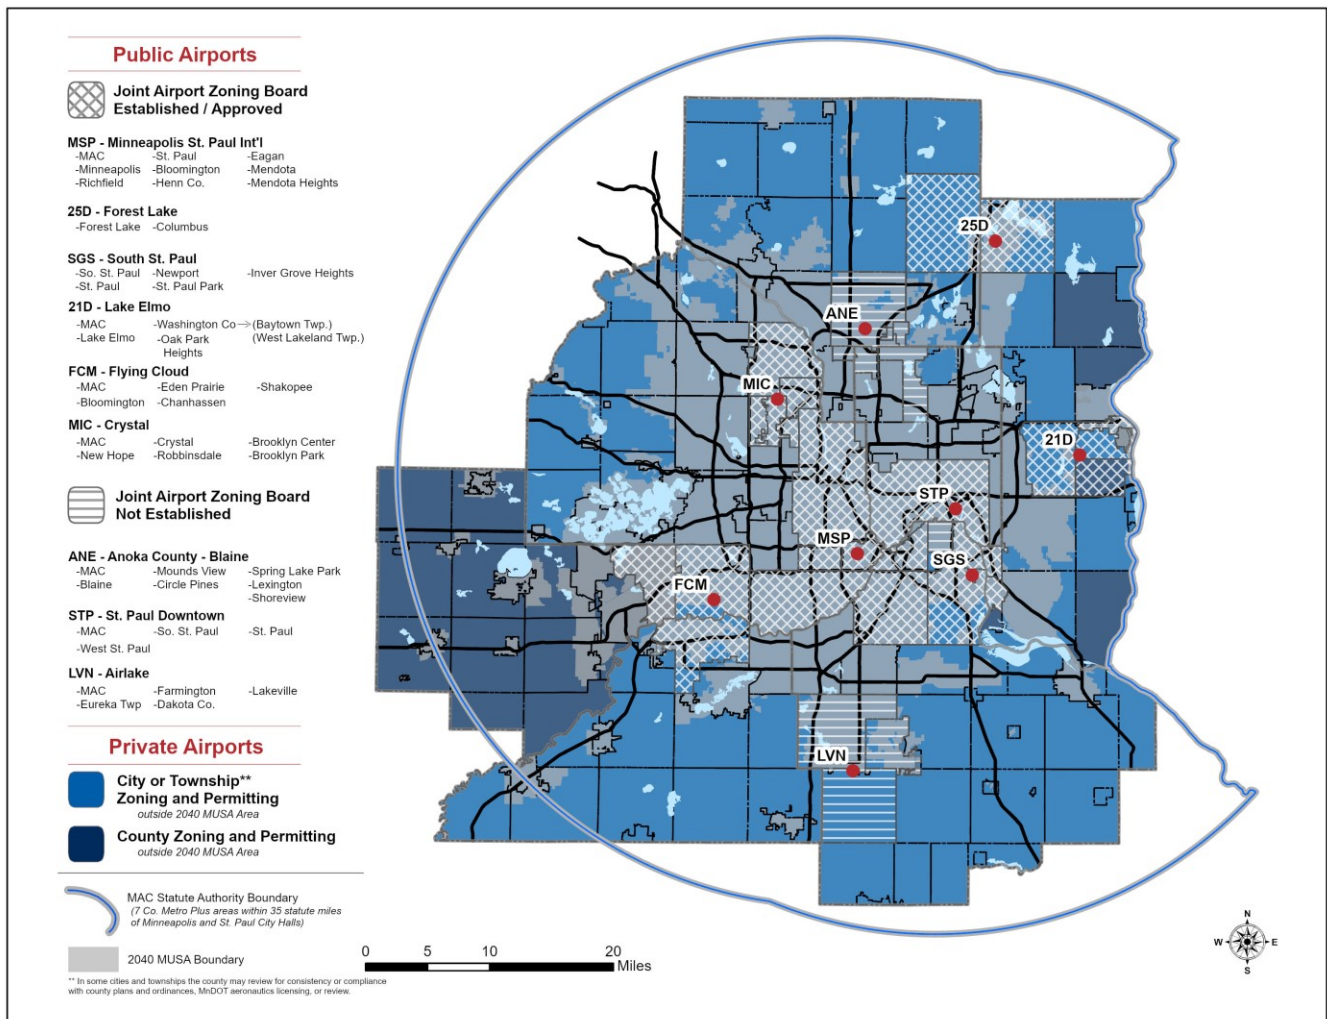 Public Airports
Joint Airport Zoning Board
Established / Approved
MSP - Minneapolis St. Paul Int'l
-MAC -St. Paul -Eagan
-Minneapolis -Bloomington -Mendota
-Richfield -Henn Co. -Mendota Heights
25D - Forest Lake
-Forest Lake -Columbus
SGS - South St. Paul
-So. St. Paul -Newport -Inver Grove Heights
-St. Paul -St. Paul Park
21D - Lake Elmo
-MAC -Washington Co → (Baytown Twp.)
-Lake Elmo -Oak Park (West Lakeland Twp.)
Heights
FCM - Flying Cloud
-MAC -Eden Prairie -Shakopee
-Bloomington -Chanhassen
MIC - Crystal
-MAC -Crystal -Brooklyn Center
-New Hope -Robbinsdale -Brooklyn Park
Joint Airport Zoning Board
Not Established
ANE - Anoka County - Blaine
-MAC -Mounds View -Spring Lake Park
-Blaine -Circle Pines -Lexington
-Shoreview
STP - St. Paul Downtown
-MAC -So. St. Paul -St. Paul
-West St. Paul
LVN - Airlake
-MAC -Farmington -Lakeville
-Eureka Twp -Dakota Co.
Private Airports
City or Township**
Zoning and Permitting
outside 2040 MUSA Area
County Zoning and Permitting
outside 2040 MUSA Area
MAC Statute Authority Boundary
(7 Co. Metro Plus areas within 35 statute miles
of Minneapolis and St. Paul City Halls)
2040 MUSA Boundary
** In some cities and townships the county may review for consistency or compliance
with county plans and ordinances, MnDOT aeronautics licensing, or review.
25D
ANE
MIC
21D
STP
MSP
SGS
FCM
LVN
0 5 10 20
Miles
N
W E
S